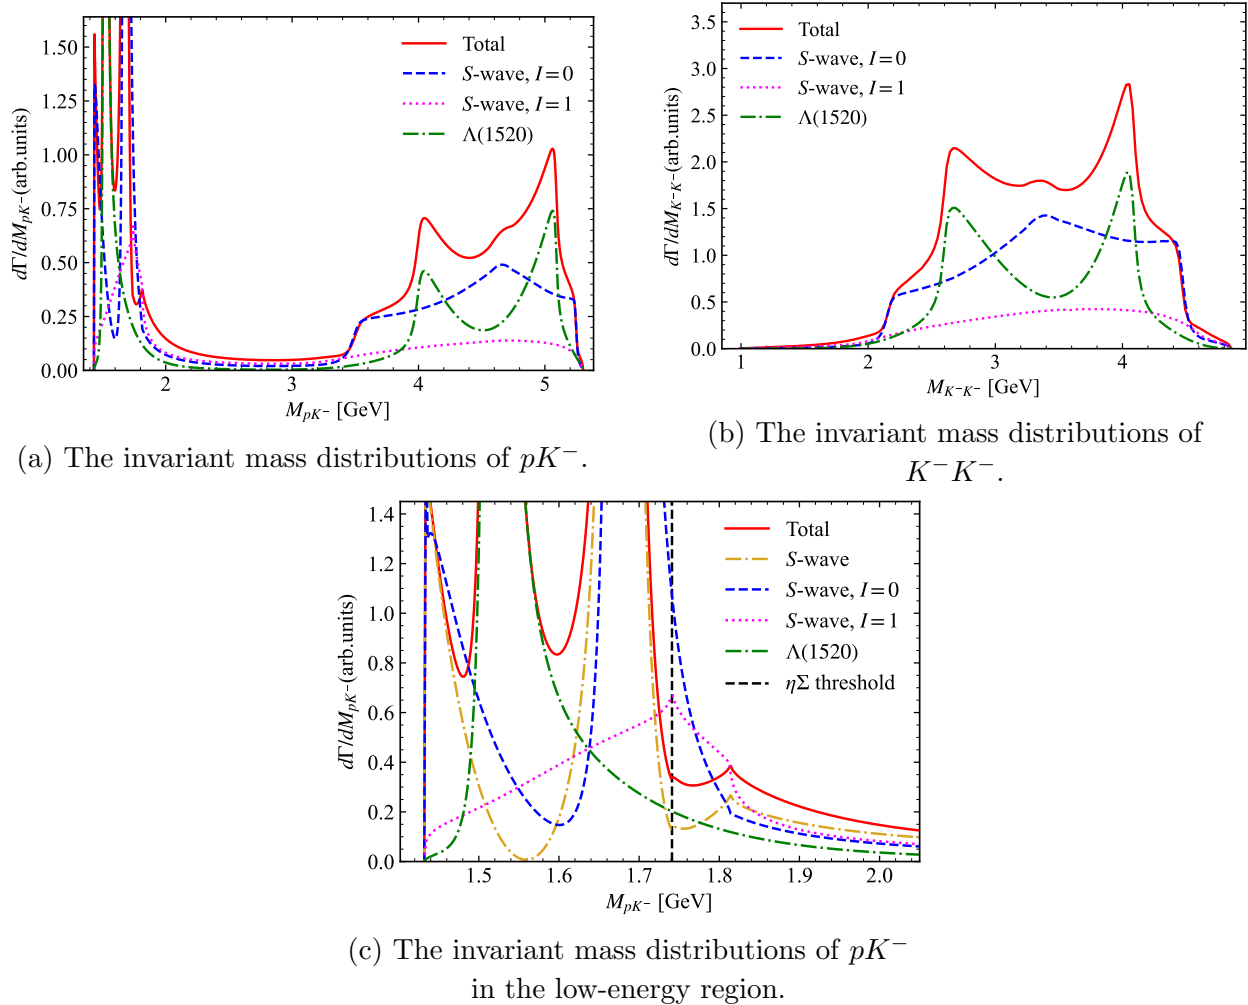 1.50
1.25
1.00
0.75
0.50
0.25
0.00
2
3
4
5
dΓ/dM_{pK⁻}(arb.units)
M_{pK⁻} [GeV]
Total
S-wave, I = 0
S-wave, I = 1
Λ(1520)
(a) The invariant mass distributions of pK⁻.
3.5
3.0
2.5
2.0
1.5
1.0
0.5
0.0
1
2
3
4
dΓ/dM_{K⁻K⁻}(arb.units)
M_{K⁻K⁻} [GeV]
Total
S-wave, I = 0
S-wave, I = 1
Λ(1520)
(b) The invariant mass distributions of
K⁻K⁻.
1.4
1.2
1.0
0.8
0.6
0.4
0.2
0.0
1.5
1.6
1.7
1.8
1.9
2.0
dΓ/dM_{pK⁻}(arb.units)
M_{pK⁻} [GeV]
Total
S-wave
S-wave, I = 0
S-wave, I = 1
Λ(1520)
ηΣ threshold
(c) The invariant mass distributions of pK⁻
in the low-energy region.